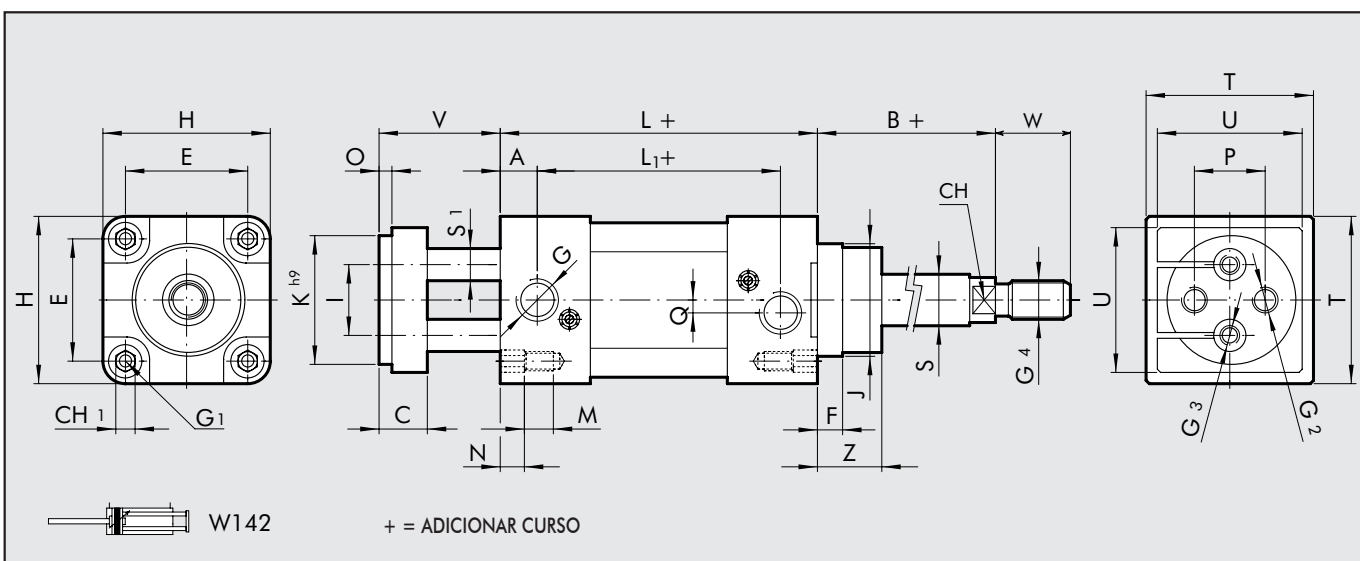 H
E
H
E
CH 1
G1
V
L +
B +
W
O
A
L1+
S 1
G
K h9
I
Q
CH
S
G 4
J
F
Z
C
N
M
T
U
P
U
T
G 3
G 2
W142
+ = ADICIONAR CURSO